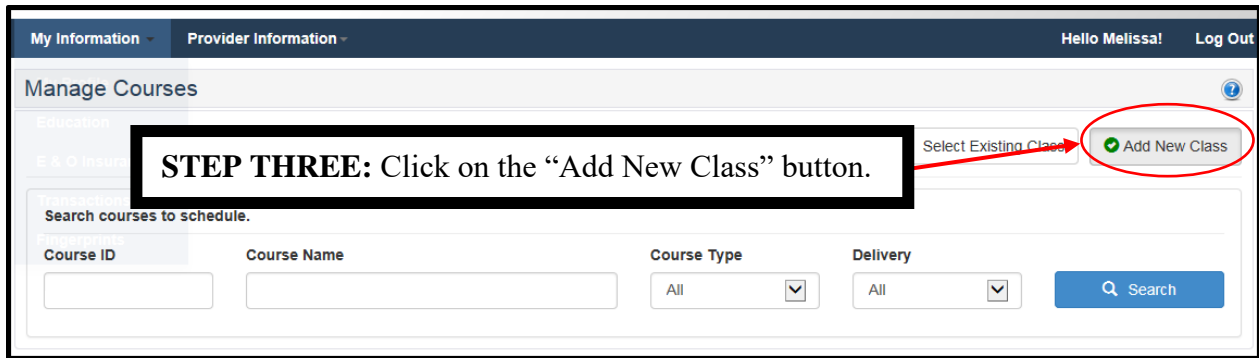 My Information Provider Information Hello Melissa! Log Out
Manage Courses
Education
E & O Insura
STEP THREE: Click on the “Add New Class” button.
Select Existing Class Add New Class
Transactions
Search courses to schedule.
Fingerprints
Course ID Course Name Course Type Delivery
All All Search